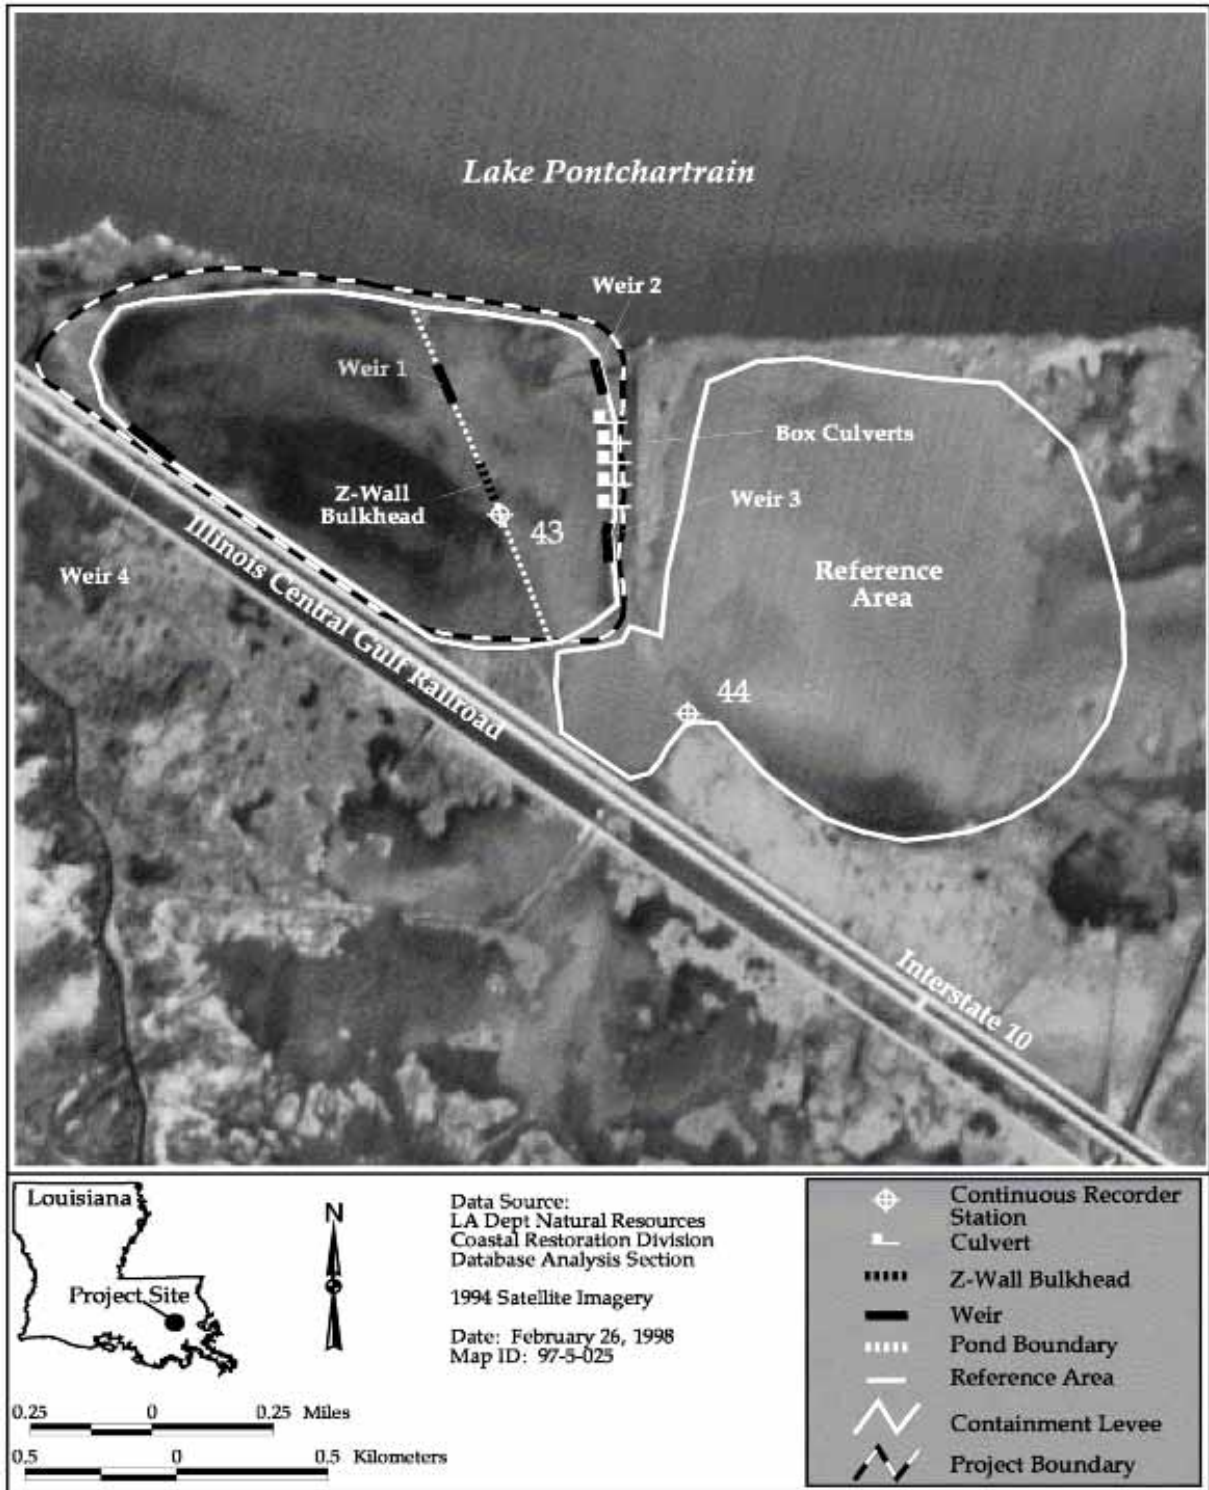 Lake Pontchartrain
Weir 2
Weir 1
Box Culverts
Z-Wall
Bulkhead
Weir 3
43
Weir 4
Reference
Area
Illinois Central Gulf Railroad
44
Interstate 10
Louisiana
Project Site
N
0.25 0 0.25 Miles
0.5 0 0.5 Kilometers
Data Source:
LA Dept Natural Resources
Coastal Restoration Division
Database Analysis Section
1994 Satellite Imagery
Date: February 26, 1998
Map ID: 97-5-025
Continuous Recorder
Station
Culvert
Z-Wall Bulkhead
Weir
Pond Boundary
Reference Area
Containment Levee
Project Boundary